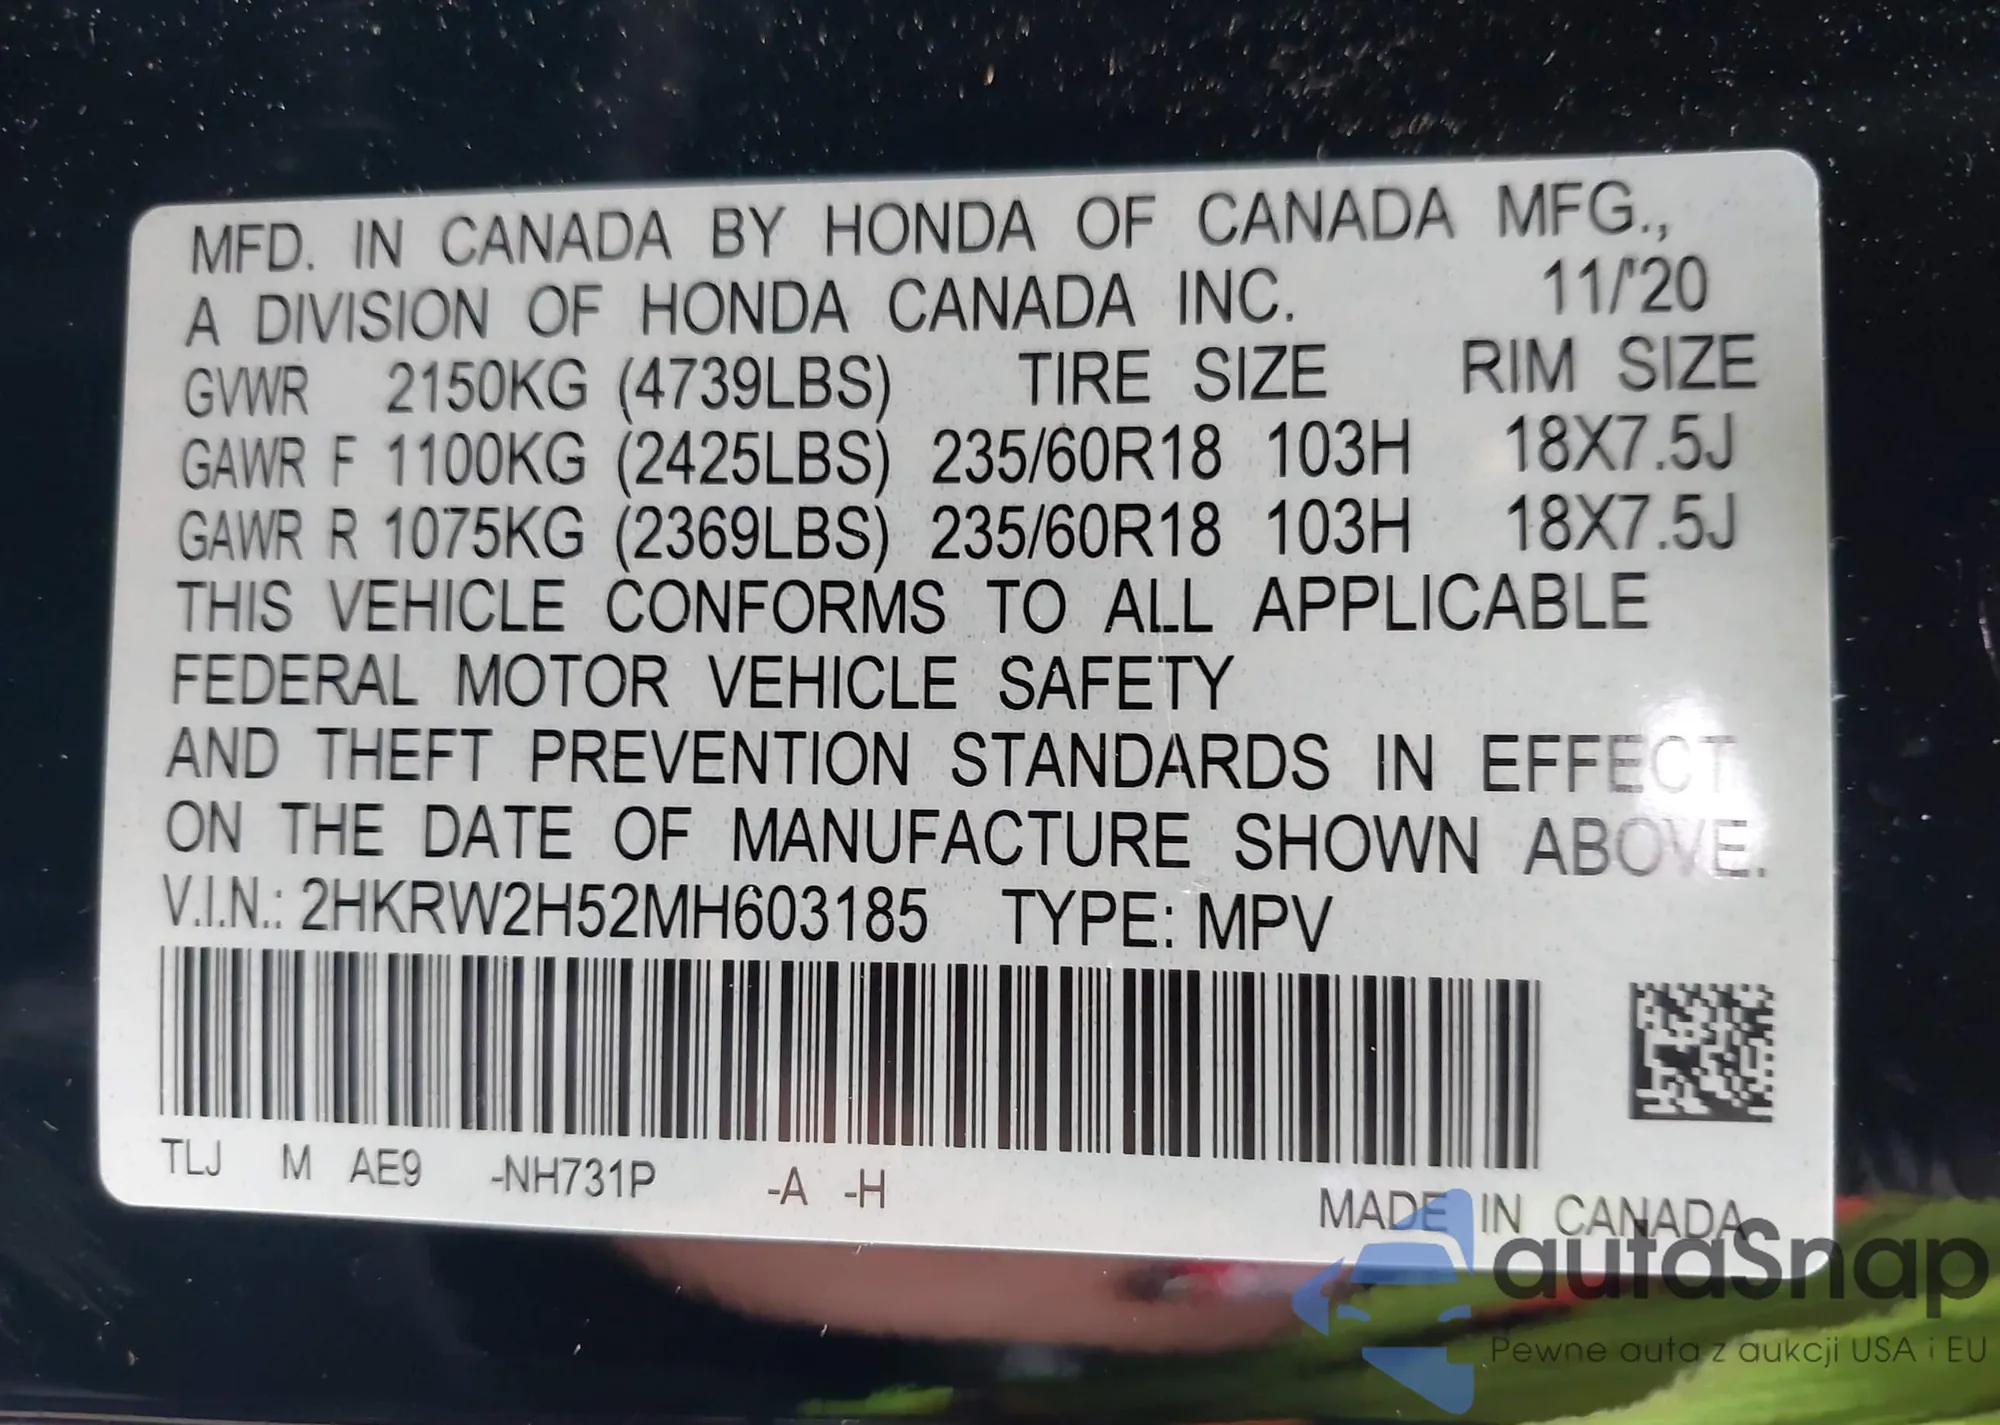 MFD. IN CANADA BY HONDA OF CANADA MFG.,
A DIVISION OF HONDA CANADA INC. 11/'20
GVWR 2150KG (4739LBS) TIRE SIZE RIM SIZE
GAWR F 1100KG (2425LBS) 235/60R18 103H 18X7.5J
GAWR R 1075KG (2369LBS) 235/60R18 103H 18X7.5J
THIS VEHICLE CONFORMS TO ALL APPLICABLE
FEDERAL MOTOR VEHICLE SAFETY
AND THEFT PREVENTION STANDARDS IN EFFECT
ON THE DATE OF MANUFACTURE SHOWN ABOVE.
V.I.N.: 2HKRW2H52MH603185 TYPE: MPV
TLJ M AE9 -NH731P -A -H
MADE IN CANADA
autaSnap
Pewne auta z aukcji USA i EU